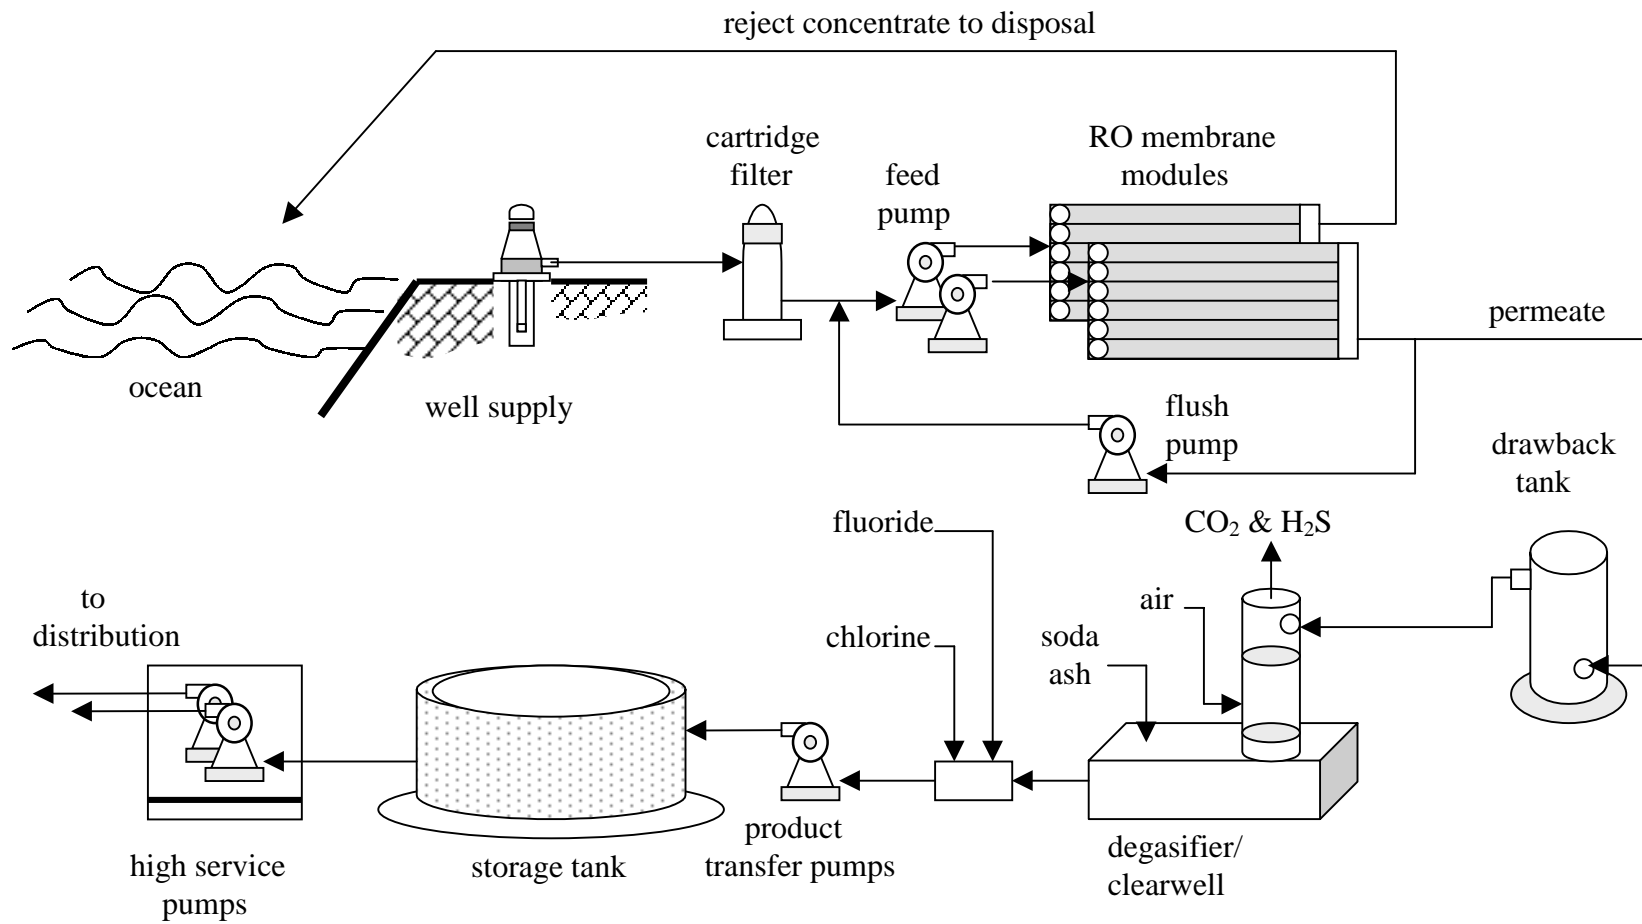 reject concentrate to disposal
cartridge
filter
feed
pump
RO membrane
modules
permeate
ocean
well supply
flush
pump
drawback
tank
fluoride
CO₂ & H₂S
to
distribution
air
chlorine
soda
ash
high service
pumps
storage tank
product
transfer pumps
degasifier/
clearwell